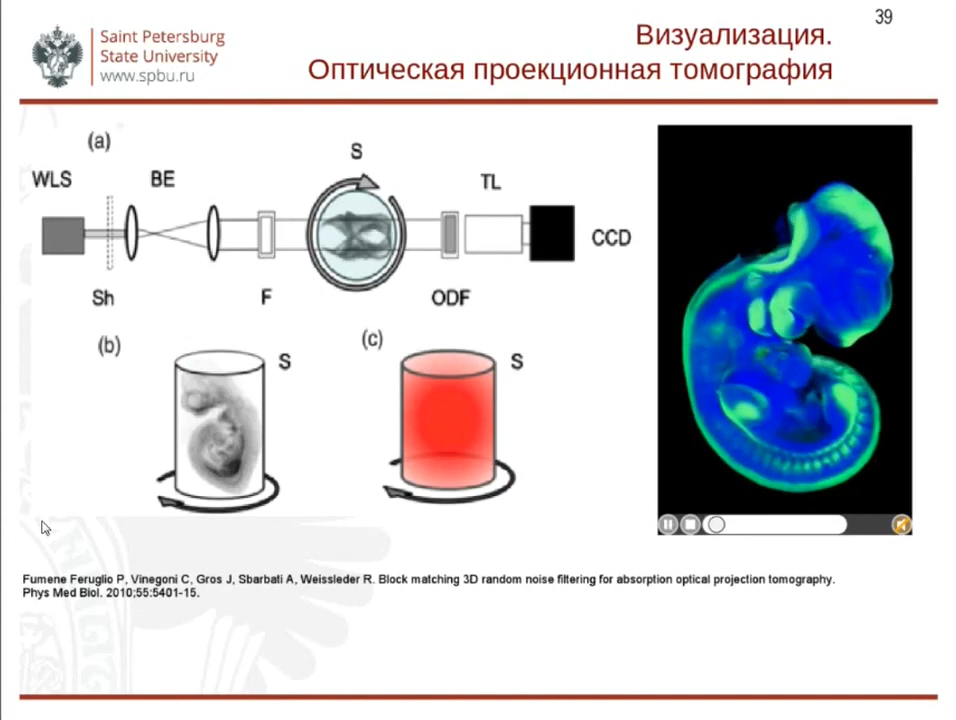 39
Saint Petersburg
State University
www.spbu.ru
Визуализация.
Оптическая проекционная томография
(a)
S
WLS
BE
TL
CCD
Sh
F
ODF
(b)
S
(c)
S
Fumene Feruglio P, Vinegoni C, Gros J, Sbarbati A, Weissleder R. Block matching 3D random noise filtering for absorption optical projection tomography.
Phys Med Biol. 2010;55:5401-15.